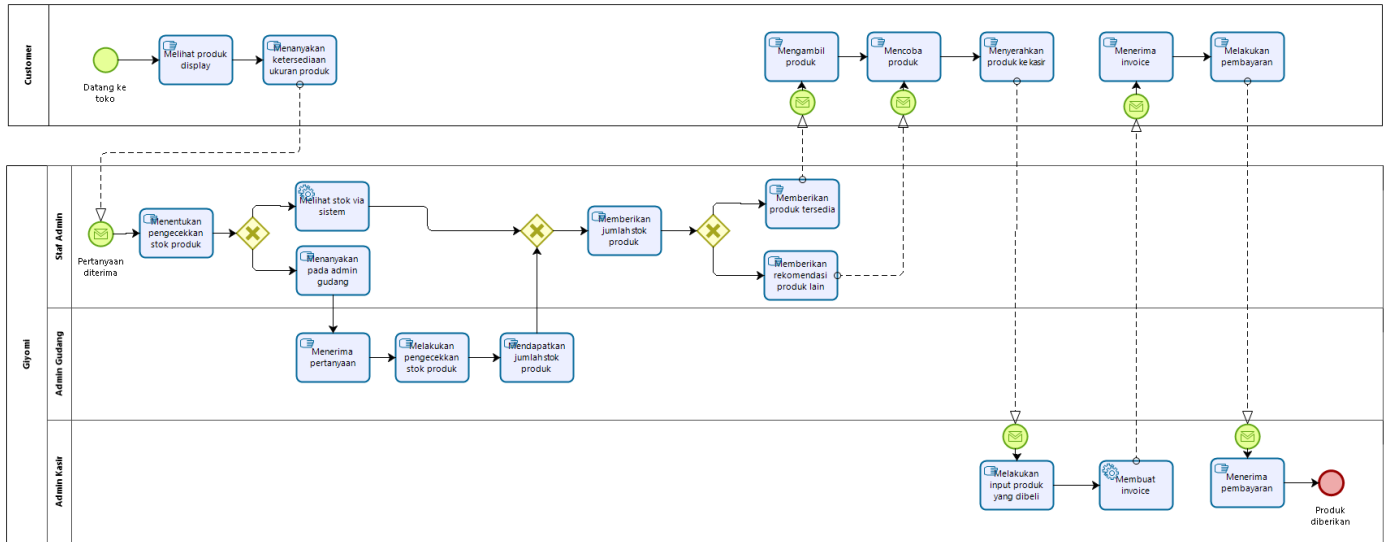 Customer
Datang ke
toko
Melihat produk
display
Menanyakan
ketersediaan
ukuran produk
Mengambil
produk
Mencoba
produk
Menyerahkan
produk ke kasir
Menerima
invoice
Melakukan
pembayaran
Giyomi
Staf Admin
Pertanyaan
diterima
Menentukan
pengecekkan
stok produk
Melihat stok via
sistem
Menanyakan
pada admin
gudang
Memberikan
jumlah stok
produk
Memberikan
produk tersedia
Memberikan
rekomendasi
produk lain
Admin Gudang
Menerima
pertanyaan
Melakukan
pengecekkan
stok produk
Mendapatkan
jumlah stok
produk
Admin Kasir
Melakukan
input produk
yang dibeli
Membuat
invoice
Menerima
pembayaran
Produk
diberikan